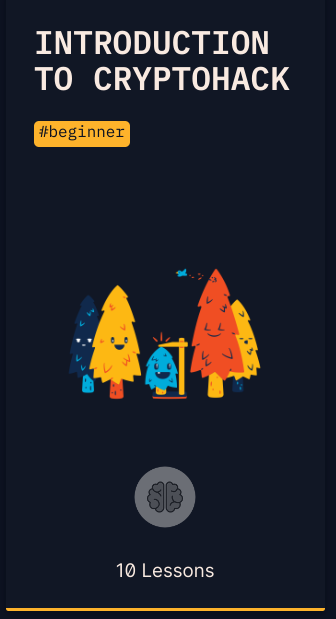 INTRODUCTION
TO CRYPTOHACK
#beginner
10 Lessons